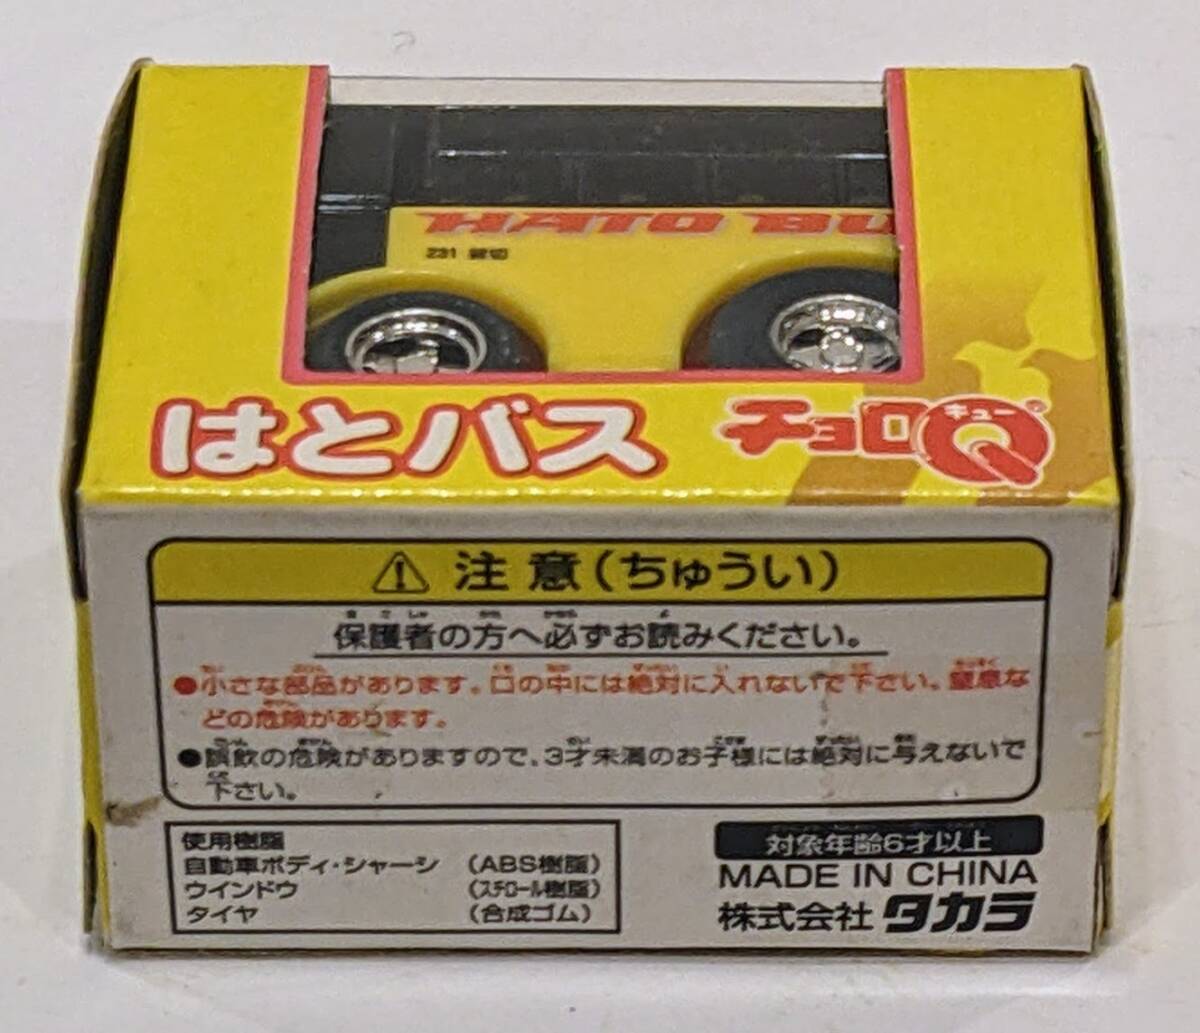 HATO BU
231
はとバス
チョロQ
キュー
注意(ちゅうい)
保護者の方へ必ずお読みください。
●小さな部品があります。口の中には絶対に入れないで下さい。窒息な
どの危険があります。
●誤飲の危険がありますので、3才未満のお子様には絶対に与えないで
下さい。
使用樹脂
自動車ボディ・シャーシ (ABS樹脂)
ウインドウ (スチロール樹脂)
タイヤ (合成ゴム)
対象年齢6才以上
MADE IN CHINA
株式会社 タカラ